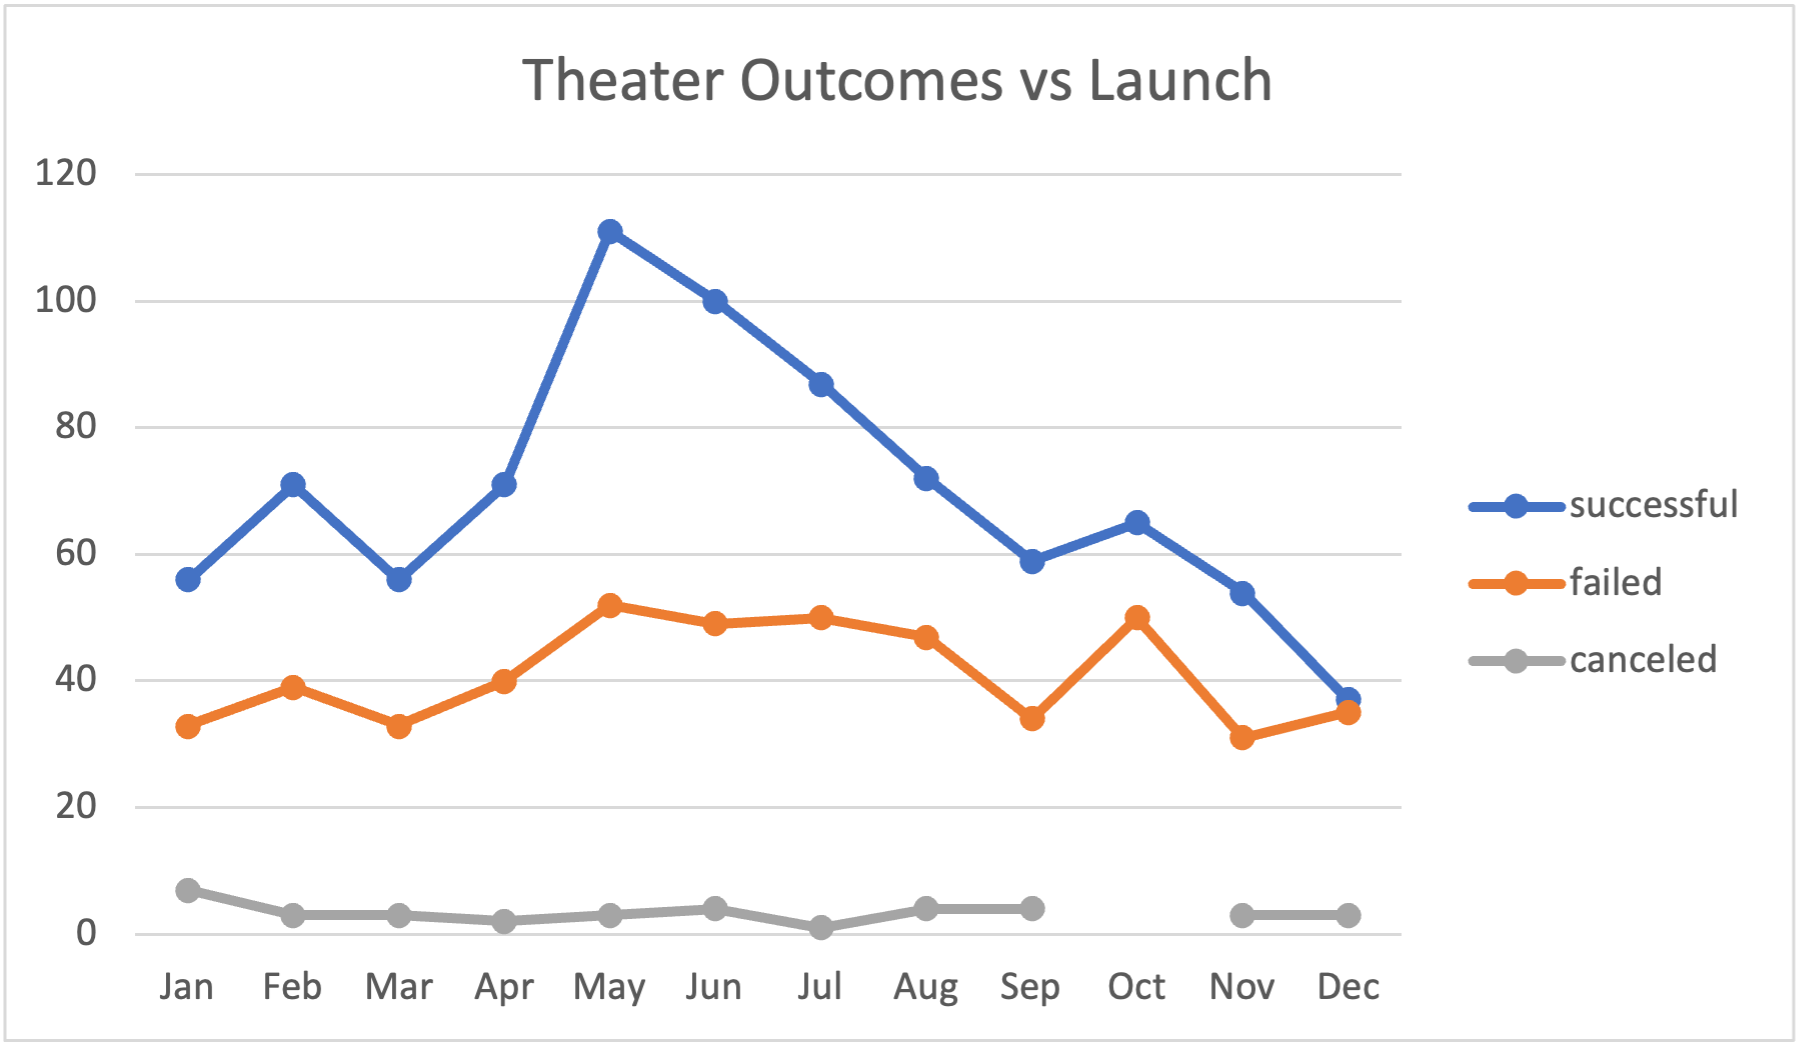 Theater Outcomes vs Launch
120
100
80
60
40
20
0
Jan Feb Mar Apr May Jun Jul Aug Sep Oct Nov Dec
successful
failed
canceled